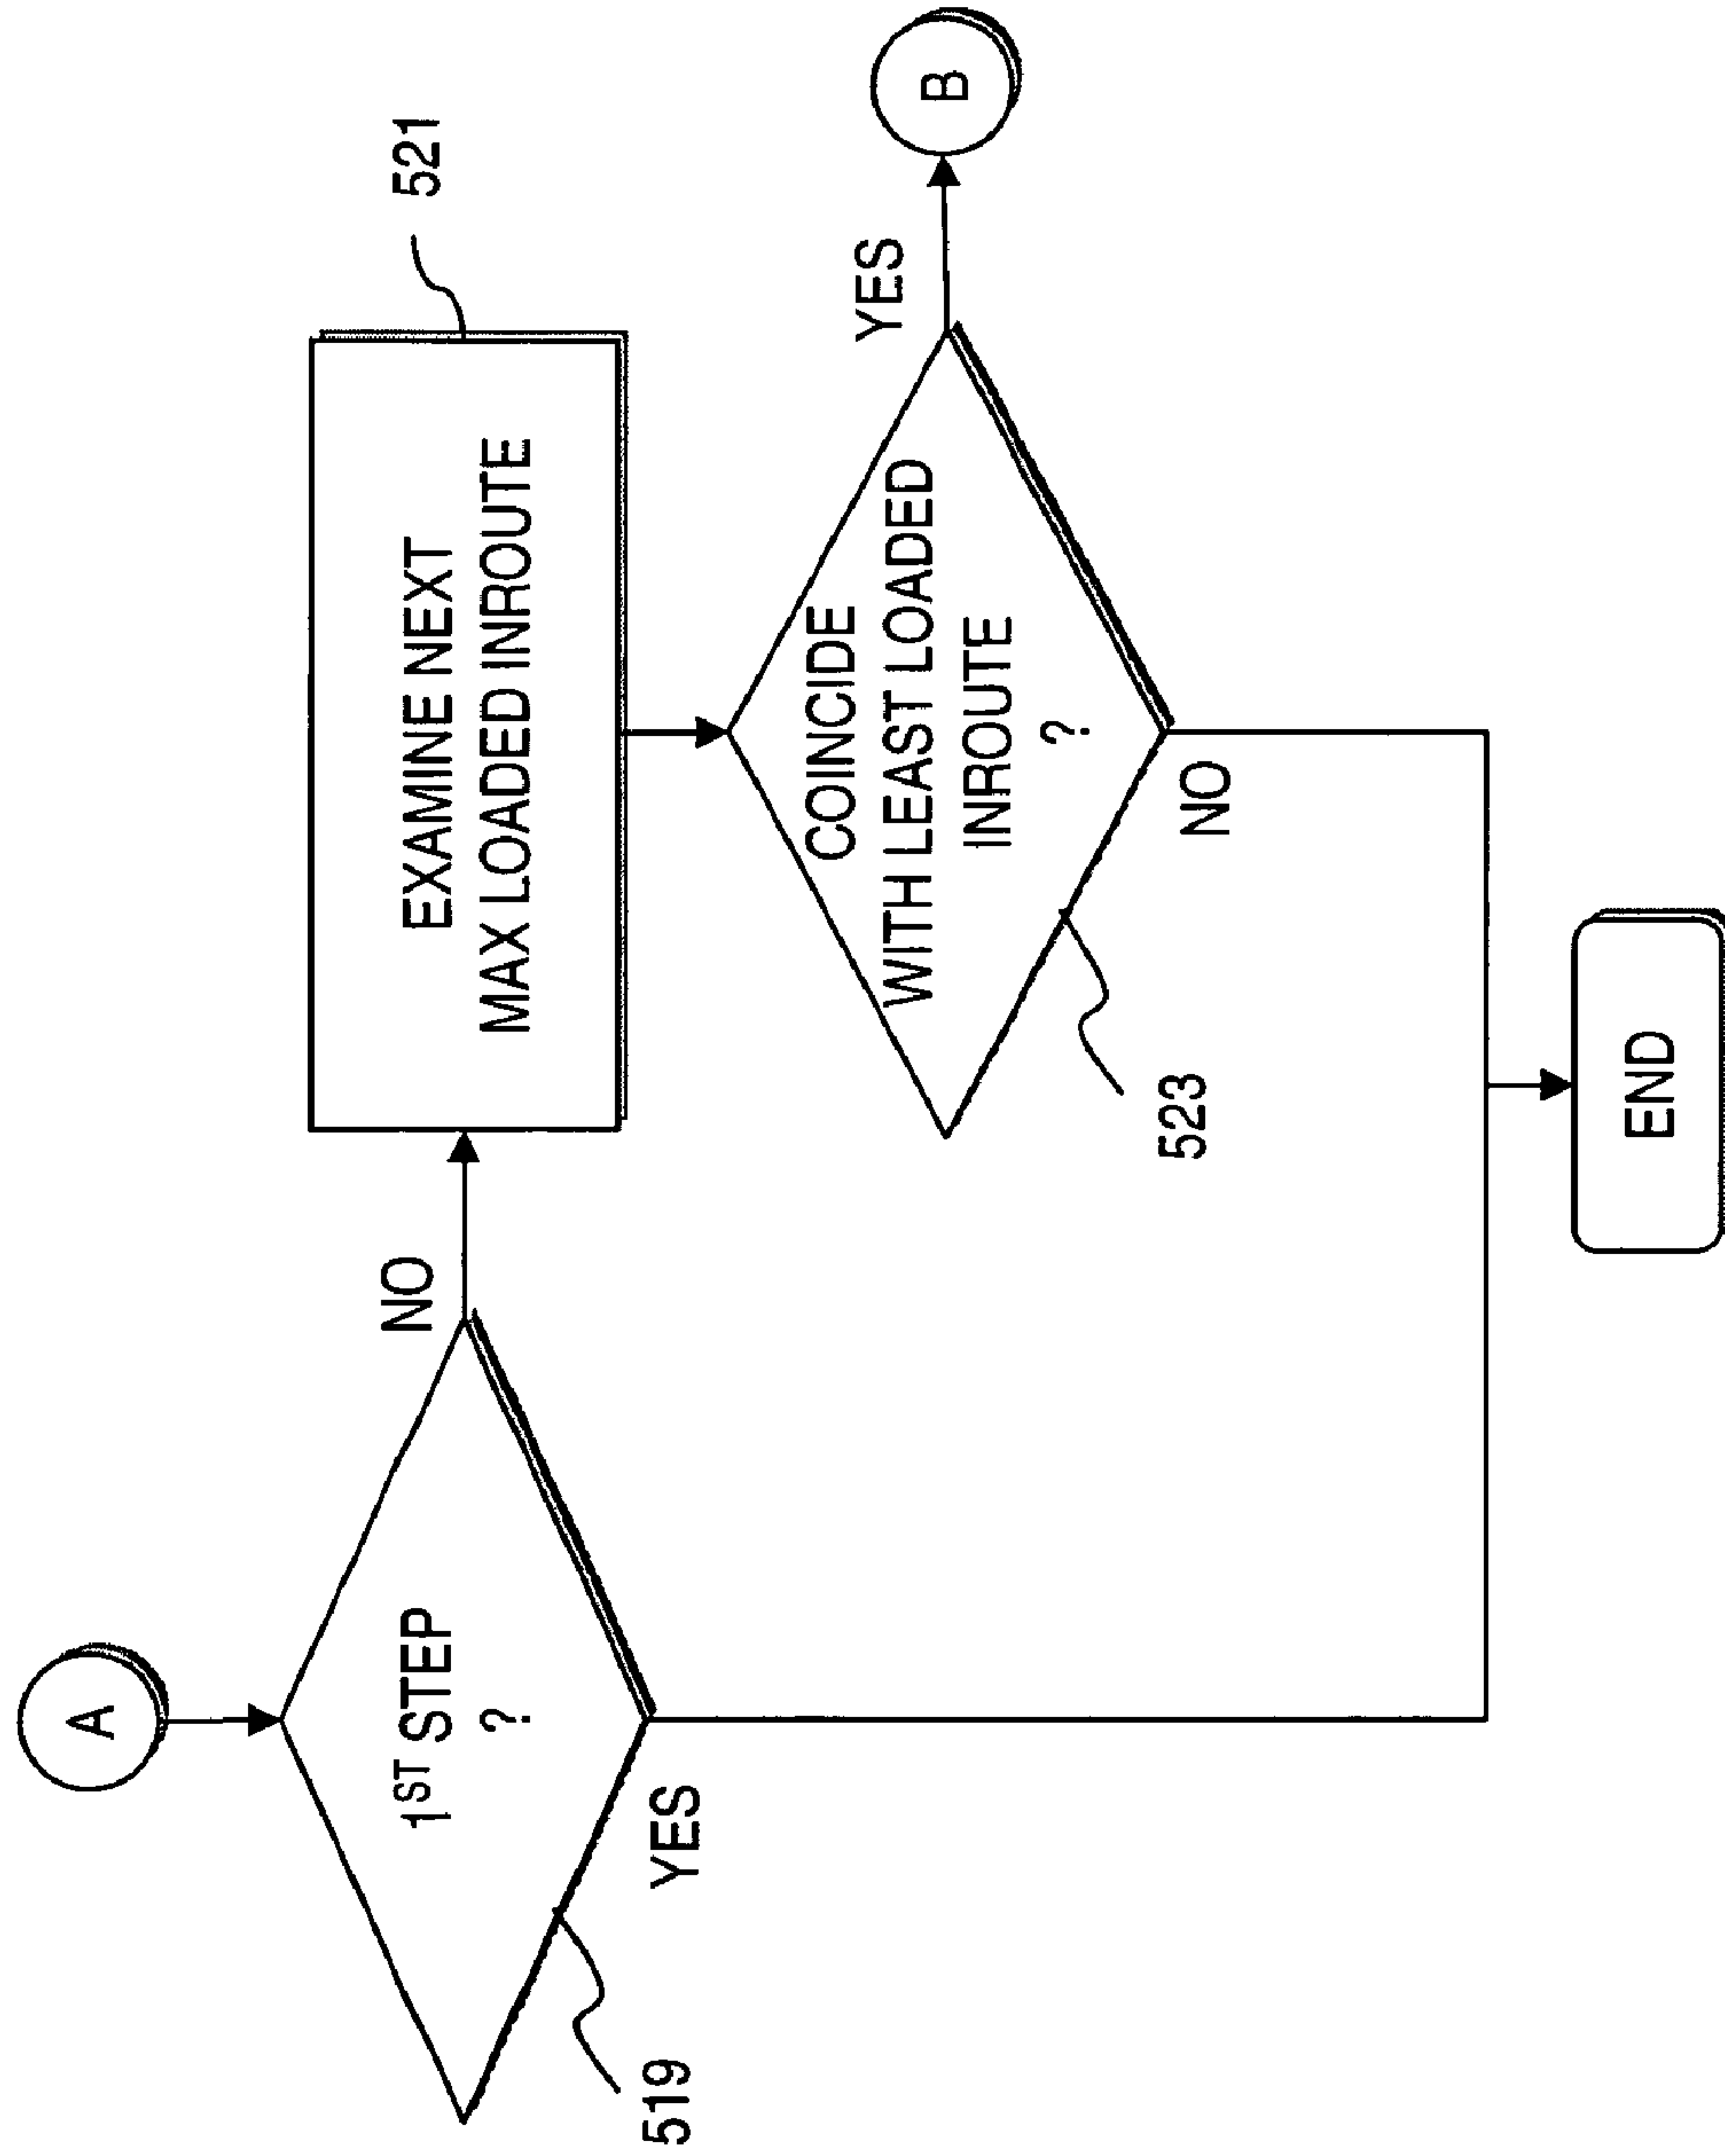 A
1ST STEP
?
519
YES
NO
EXAMINE NEXT
MAX LOADED INROUTE
521
COINCIDE
WITH LEAST LOADED
INROUTE
?
523
YES
B
NO
END